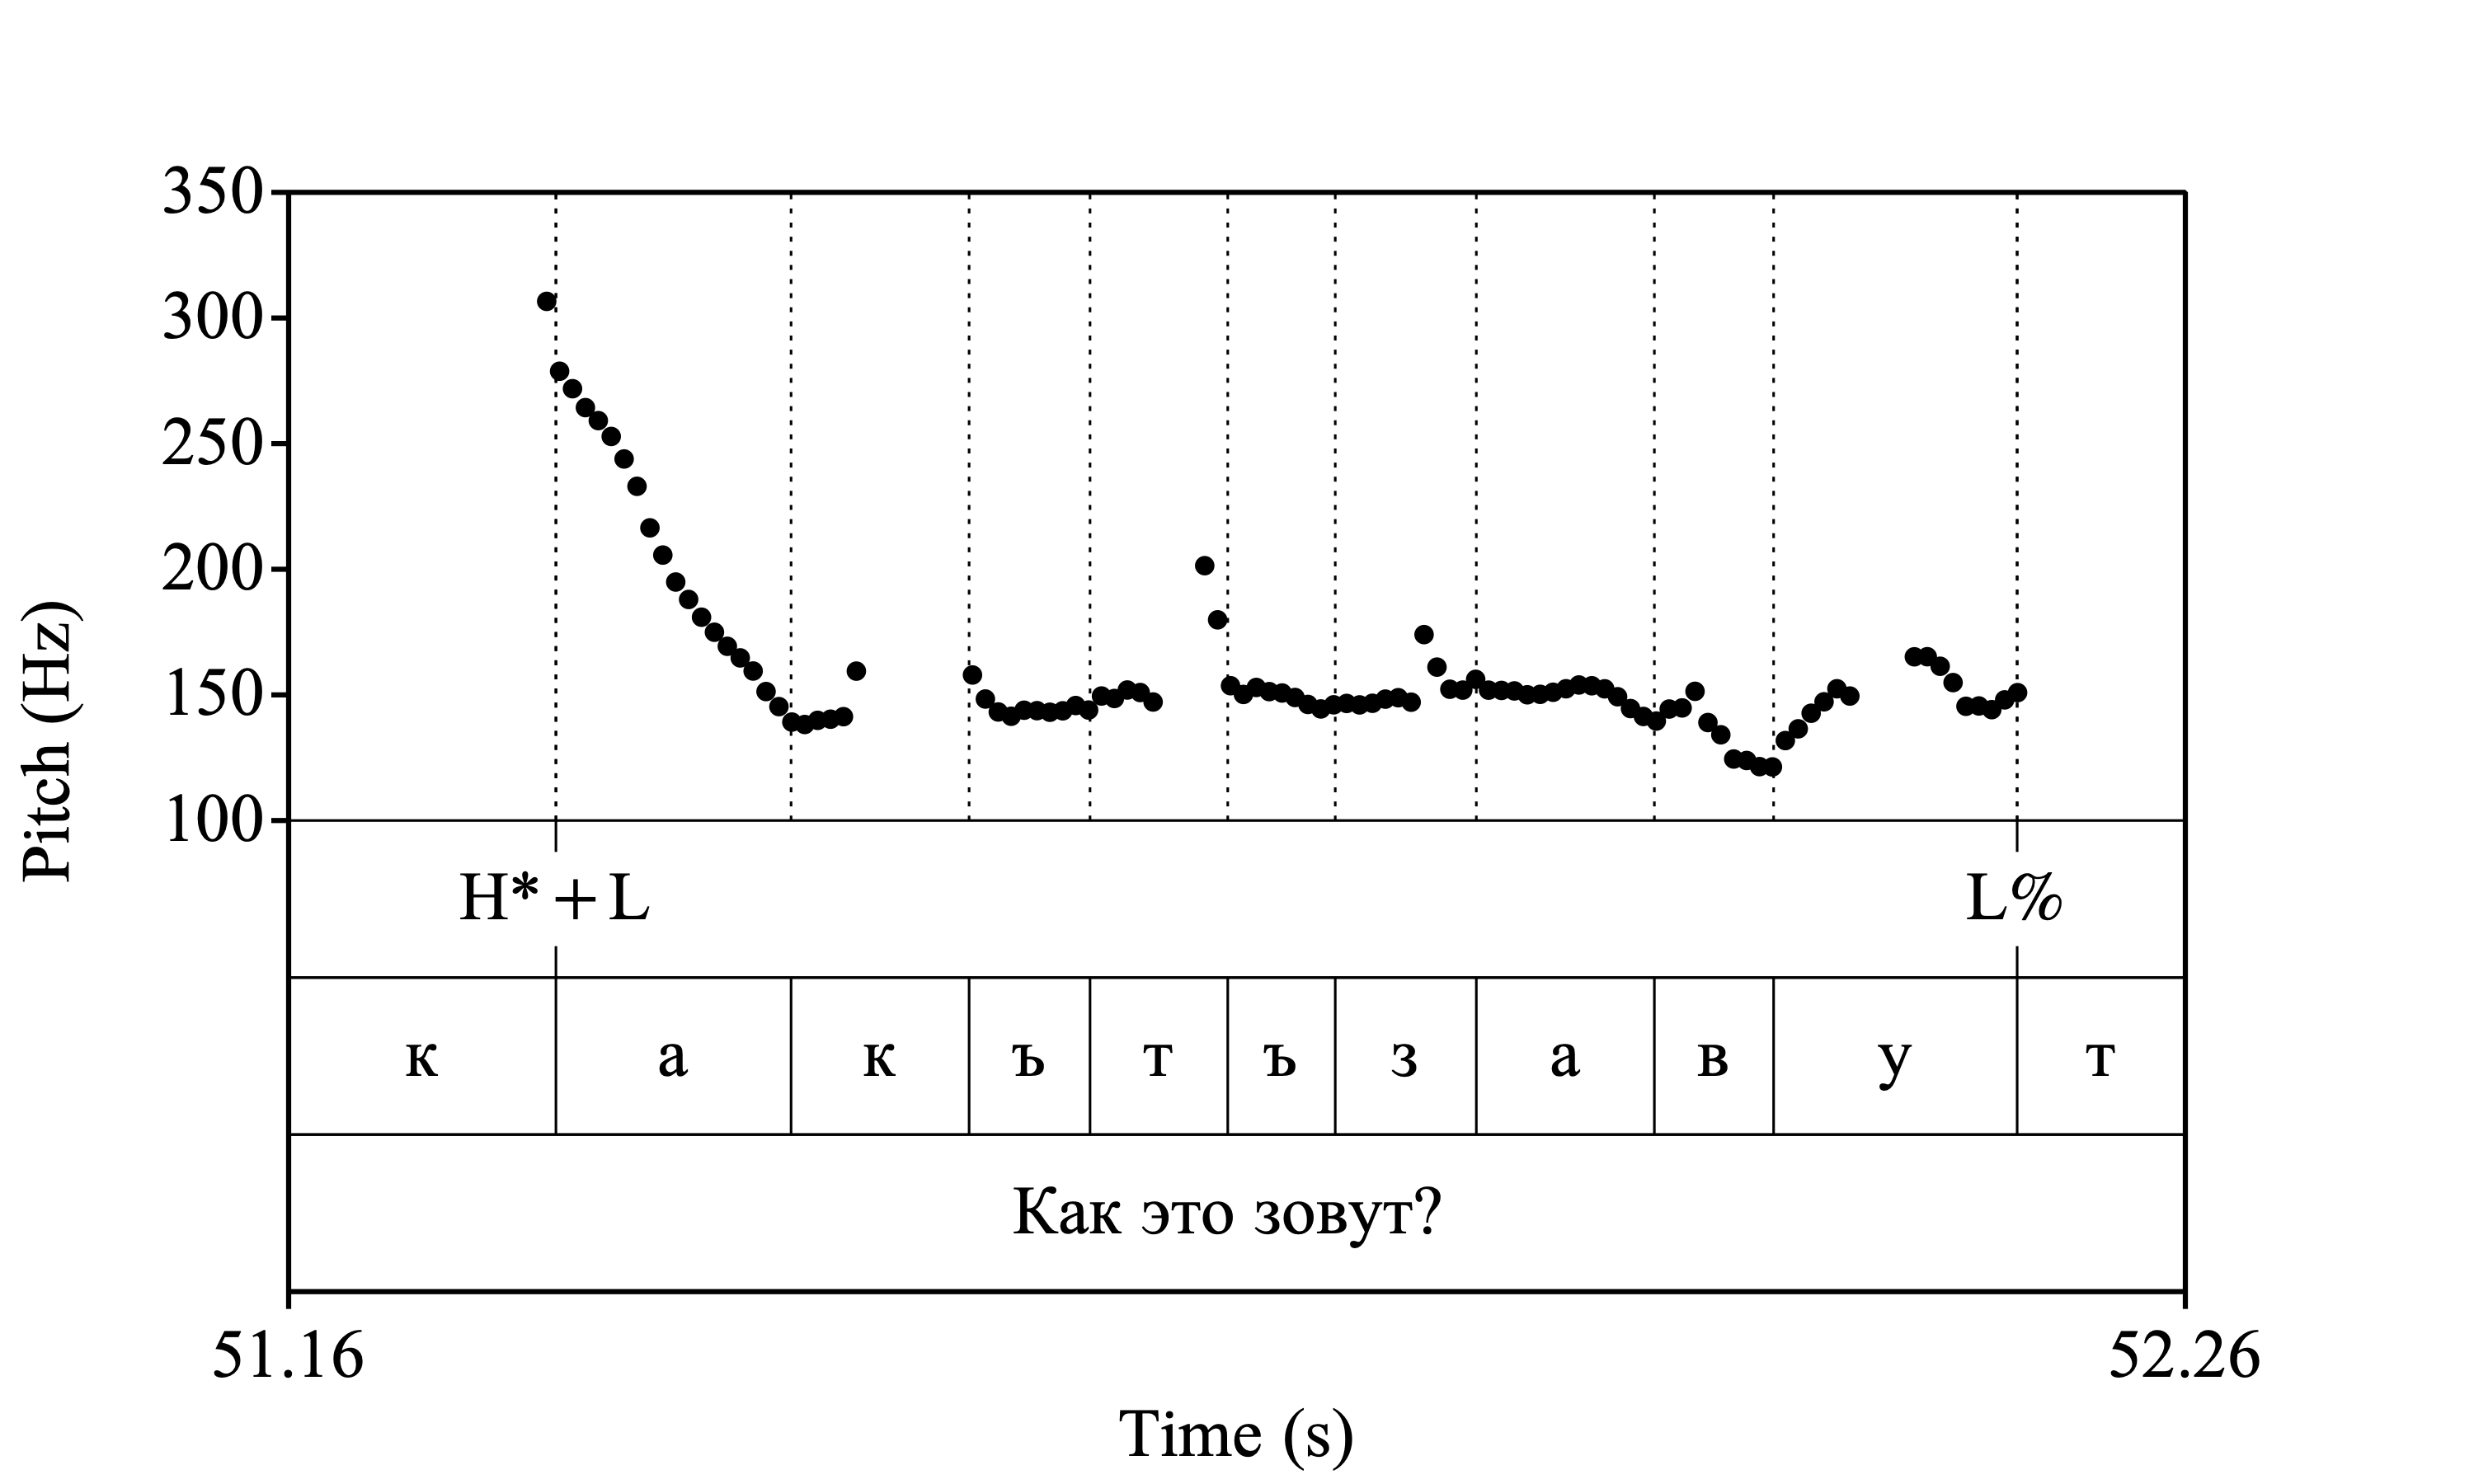 350
300
250
200
150
100
Pitch (Hz)
H*+L L%
к а к ъ т ъ з а в у т
Как это зовут?
51.16 52.26
Time (s)